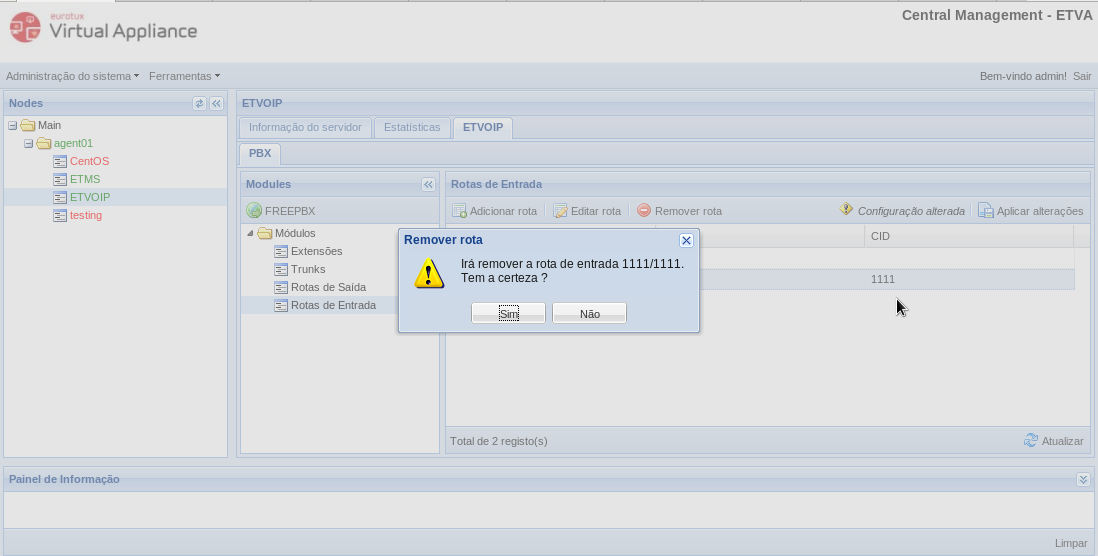 eurotux
Virtual Appliance
Central Management - ETVA
Administração do sistema
Ferramentas
Bem-vindo admin! Sair
Nodes
ETVOIP
Main
agent01
CentOS
ETMS
ETVOIP
testing
Informação do servidor
Estatísticas
ETVOIP
PBX
Modules
FREEPBX
Módulos
Extensões
Trunks
Rotas de Saída
Rotas de Entrada
Rotas de Entrada
Adicionar rota
Editar rota
Remover rota
Configuração alterada
Aplicar alterações
CID
1111
Remover rota
Irá remover a rota de entrada 1111/1111.
Tem a certeza ?
Sim
Não
Total de 2 registo(s)
Atualizar
Painel de Informação
Limpar